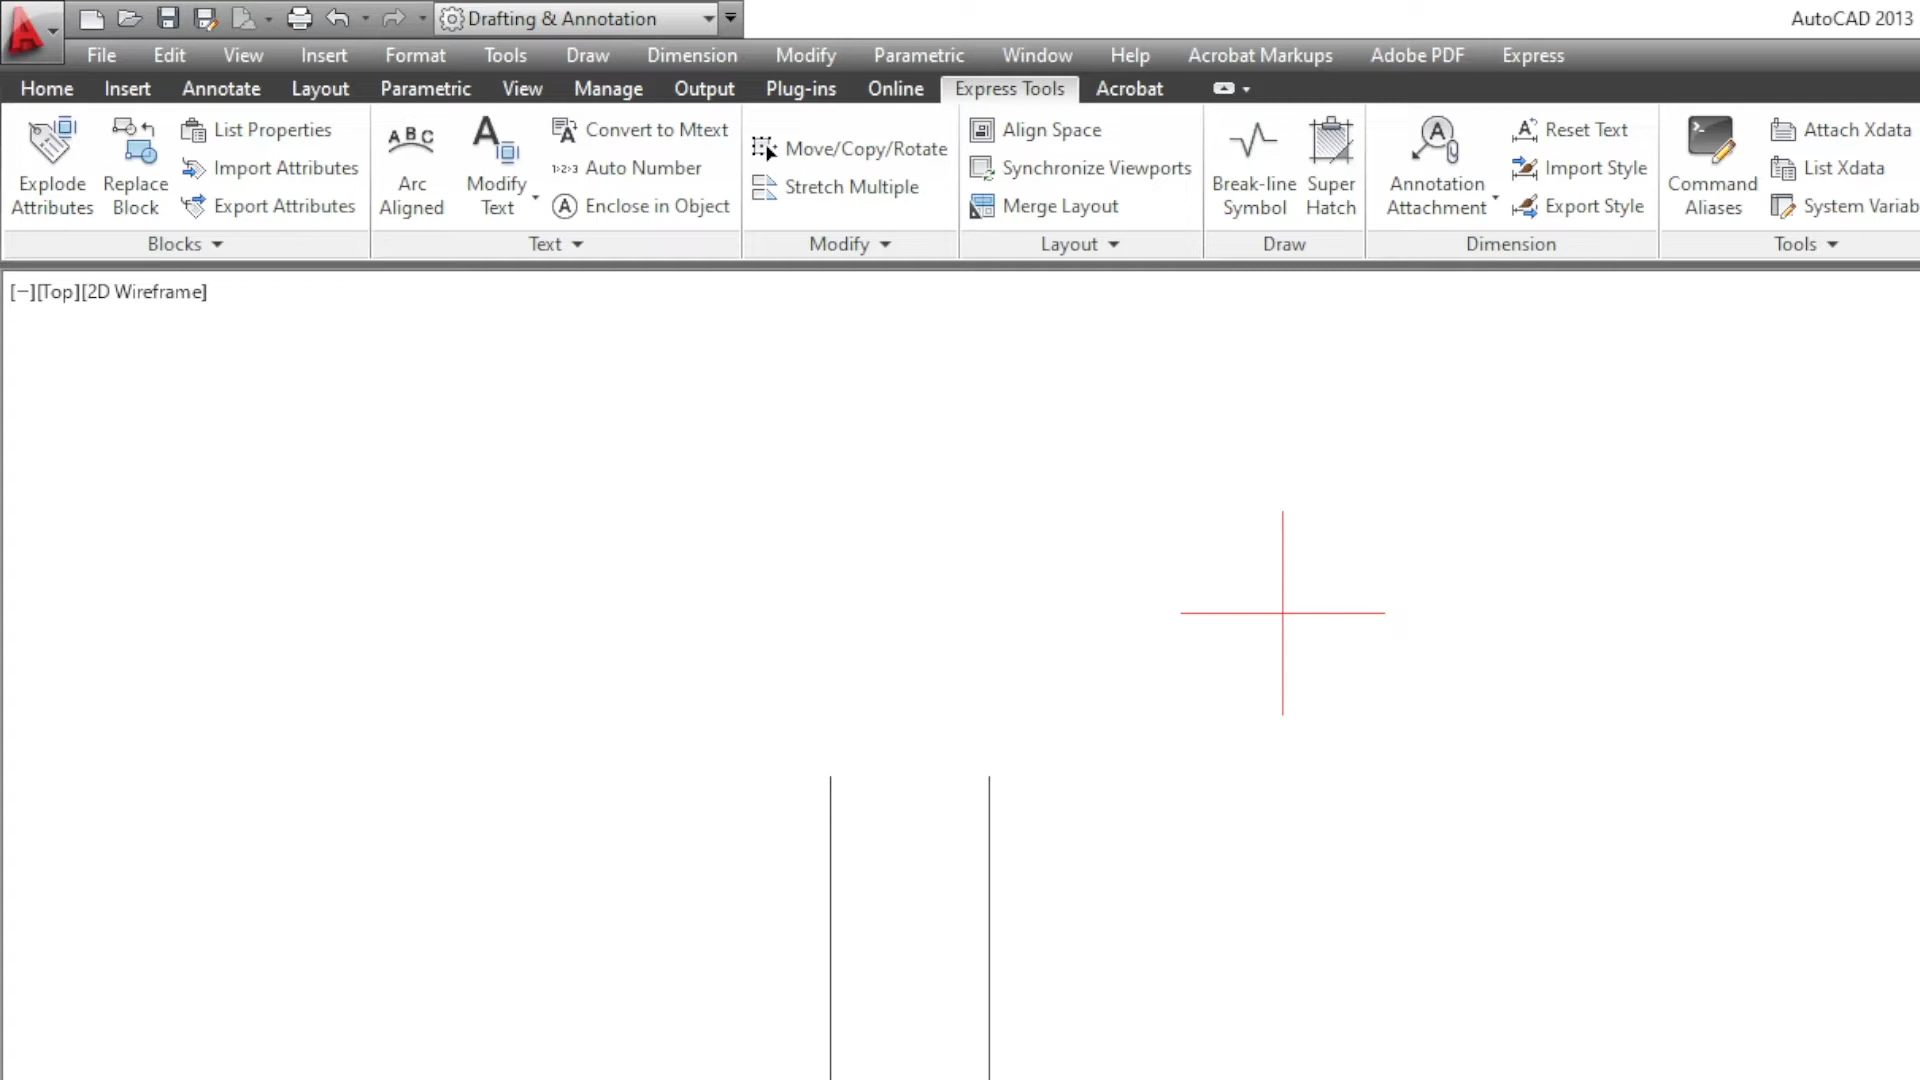 Drafting & Annotation
AutoCAD 2013
File Edit View Insert Format Tools Draw Dimension Modify Parametric Window Help Acrobat Markups Adobe PDF Express
Home Insert Annotate Layout Parametric View Manage Output Plug-ins Online Express Tools Acrobat
Explode Attributes
Replace Block
List Properties
Import Attributes
Export Attributes
Blocks
ABC
Arc Aligned
A
Modify Text
Convert to Mtext
1›2›3 Auto Number
A Enclose in Object
Text
Move/Copy/Rotate
Stretch Multiple
Modify
Align Space
Synchronize Viewports
Merge Layout
Layout
Break-line Symbol
Super Hatch
Draw
A
Annotation Attachment
Reset Text
Import Style
Export Style
Dimension
Command Aliases
Attach Xdata
List Xdata
System Variab
Tools
[−][Top][2D Wireframe]